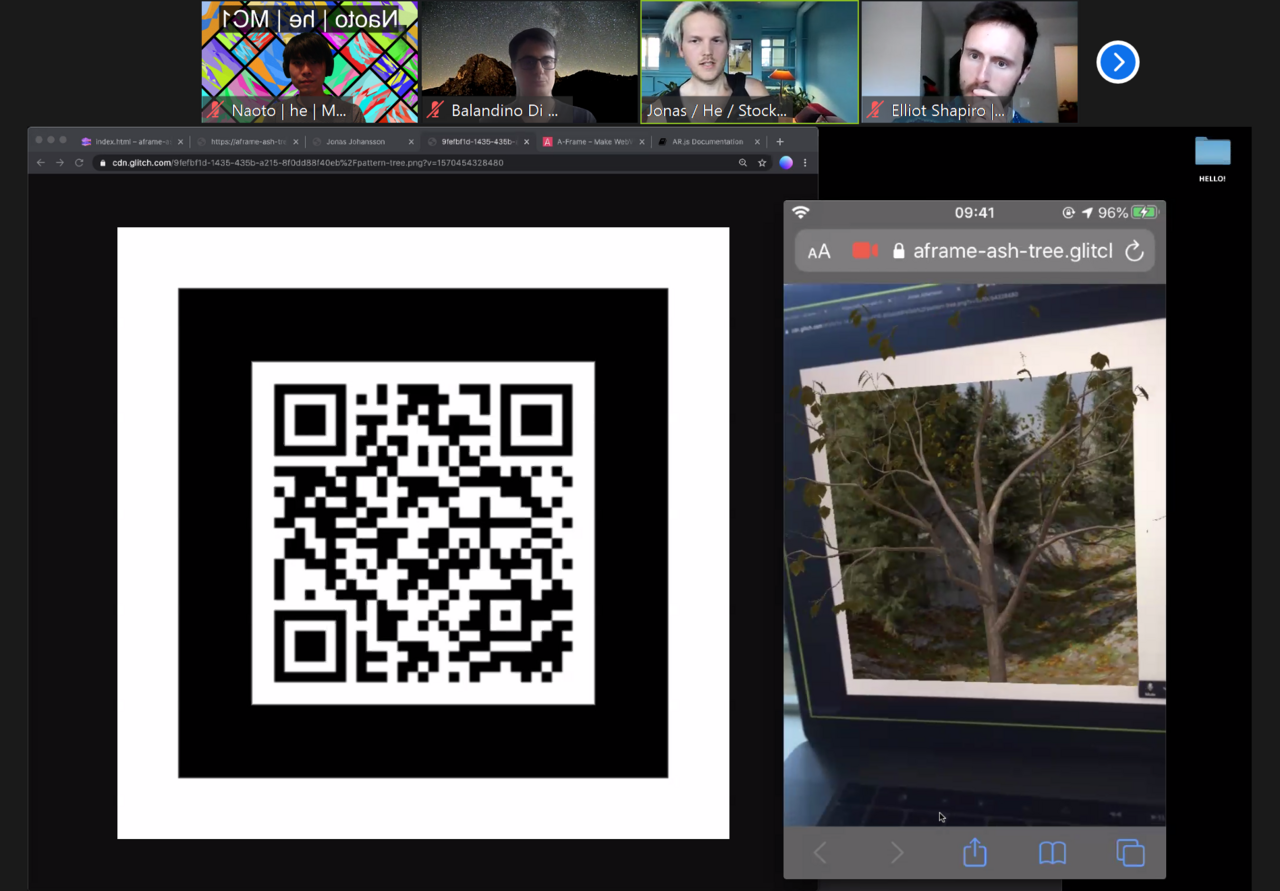 Naoto | he | MC1
Naoto | he | M...
Balandino Di ...
Jonas / He / Stock...
Elliot Shapiro |...
index.html – aframe-a
https://aframe-ash-tre
Jonas Johansson
9fefbf1d-1435-435b-
A-Frame – Make WebV
AR.js Documentation
cdn.glitch.com/9fefbf1d-1435-435b-a215-8f0dd88f40eb%2Fpattern-tree.png?v=1570454328480
HELLO!
09:41
96%
AA
aframe-ash-tree.glitcl